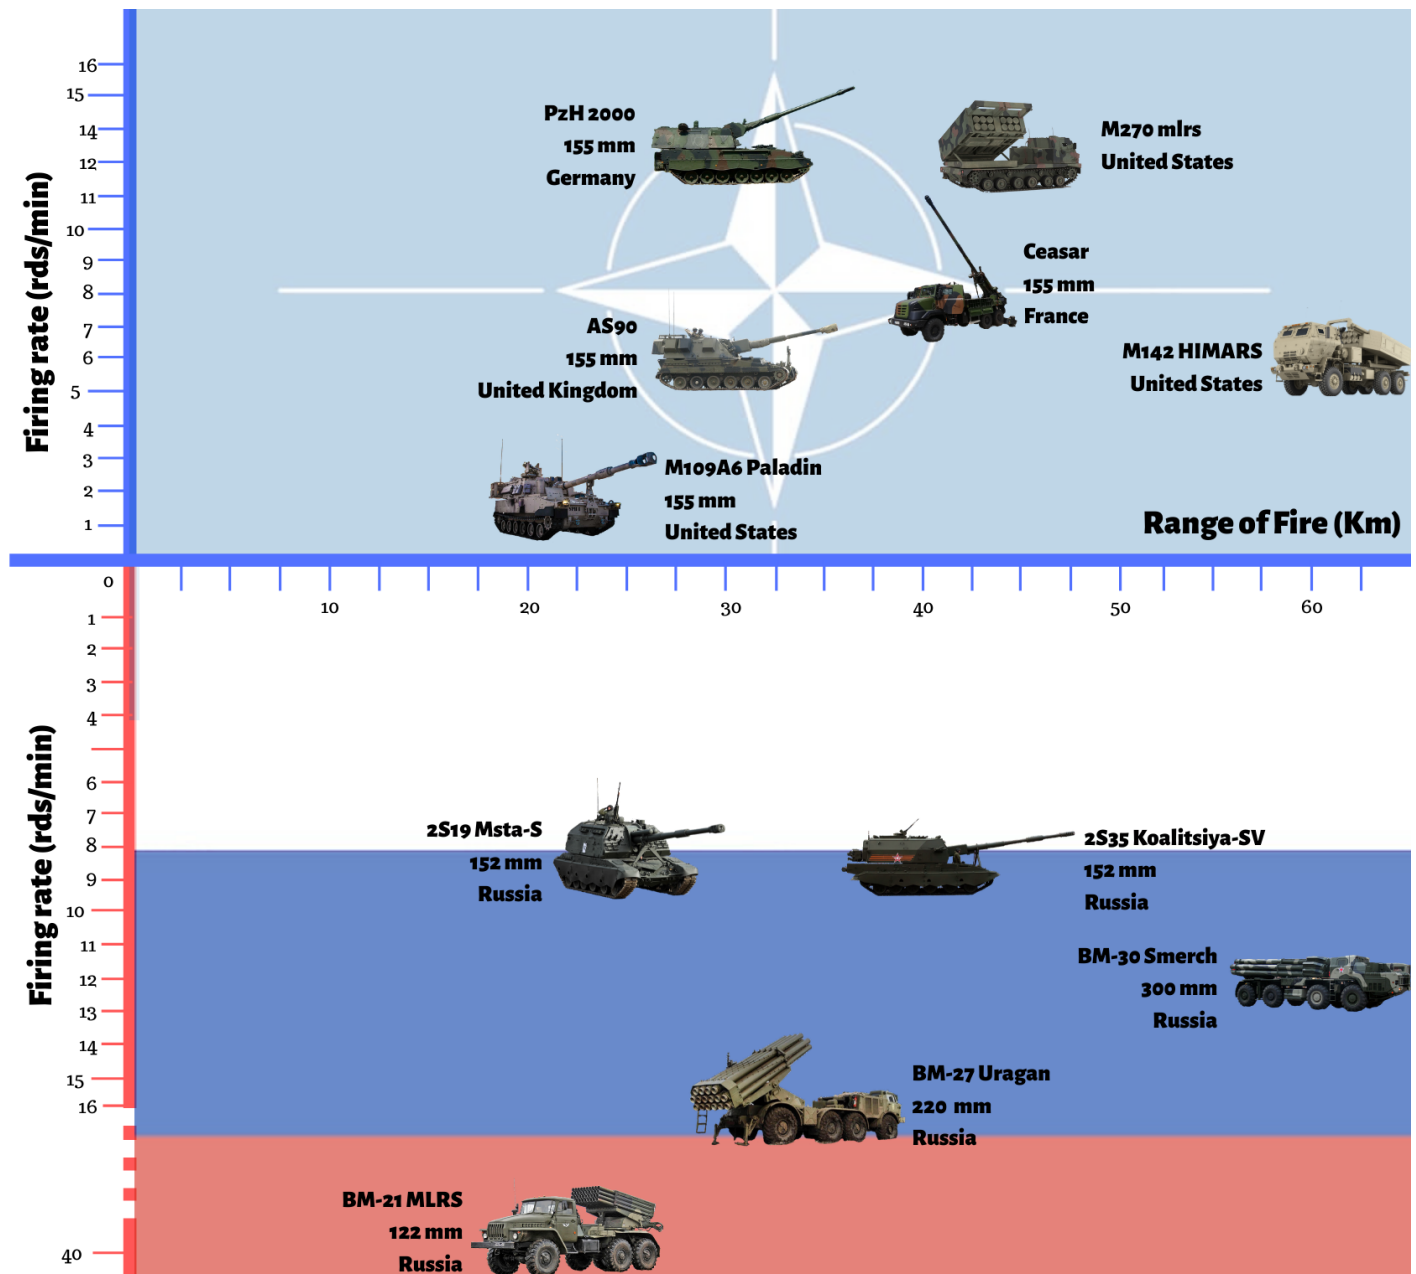 16
15
14
12
11
10
9
8
7
6
5
4
3
2
1
Firing rate (rds/min)
PzH 2000
155 mm
Germany
M270 mlrs
United States
Ceasar
155 mm
France
AS90
155 mm
United Kingdom
M142 HIMARS
United States
M109A6 Paladin
155 mm
United States
Range of Fire (Km)
0
10
20
30
40
50
60
1
2
3
4
6
7
8
9
10
11
12
13
14
15
16
40
Firing rate (rds/min)
2S19 Msta-S
152 mm
Russia
2S35 Koalitsiya-SV
152 mm
Russia
BM-30 Smerch
300 mm
Russia
BM-27 Uragan
220 mm
Russia
BM-21 MLRS
122 mm
Russia